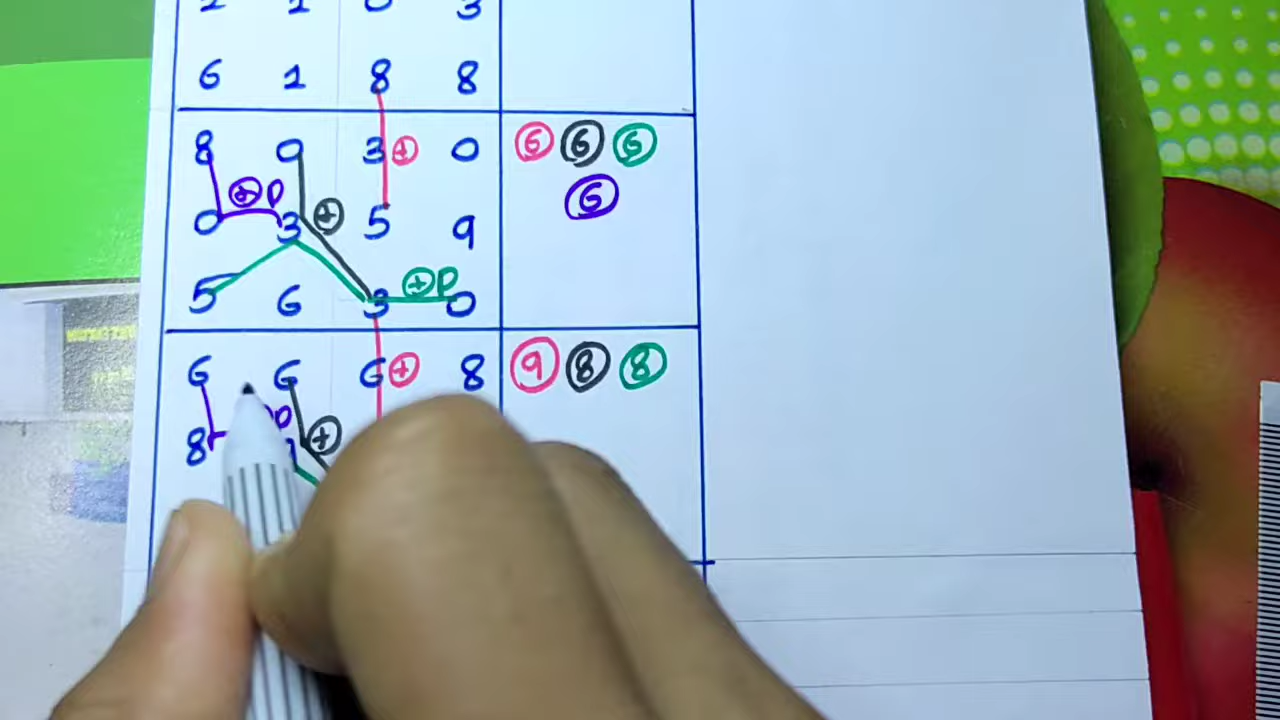 6 1 8 8
8 0 3 + 0 6 6 6
+ P 6
0 3 + 5 9
5 6 3 + P 0
6 6 6 + 8 9 8 8
P
8 +